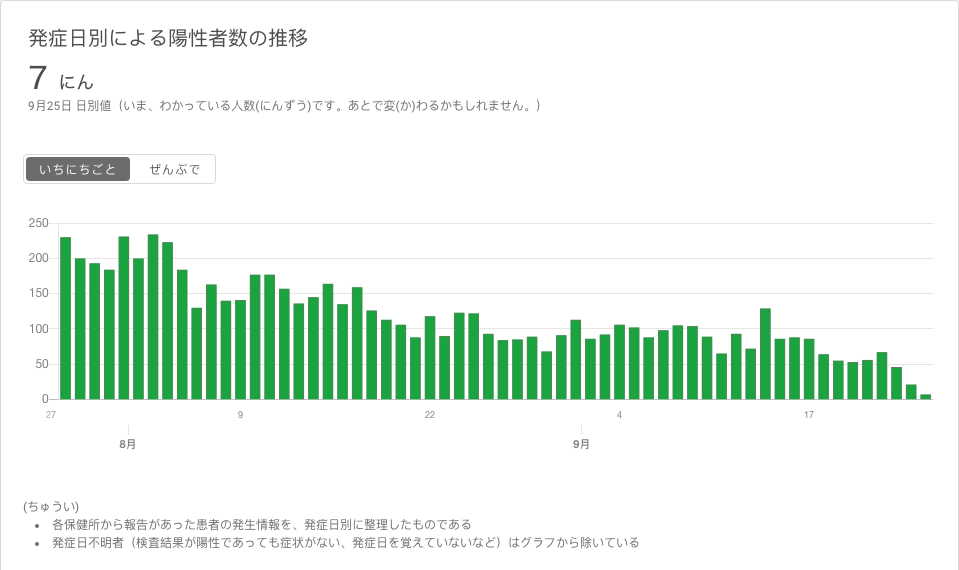 発症日別による陽性者数の推移
7 にん
9月25日 日別値（いま、わかっている人数(にんずう)です。あとで変(か)わるかもしれません。）
いちにちごと ぜんぶで
250
200
150
100
50
0
27 9 22 4 17
8月 9月
(ちゅうい)
• 各保健所から報告があった患者の発生情報を、発症日別に整理したものである
• 発症日不明者（検査結果が陽性であっても症状がない、発症日を覚えていないなど）はグラフから除いている